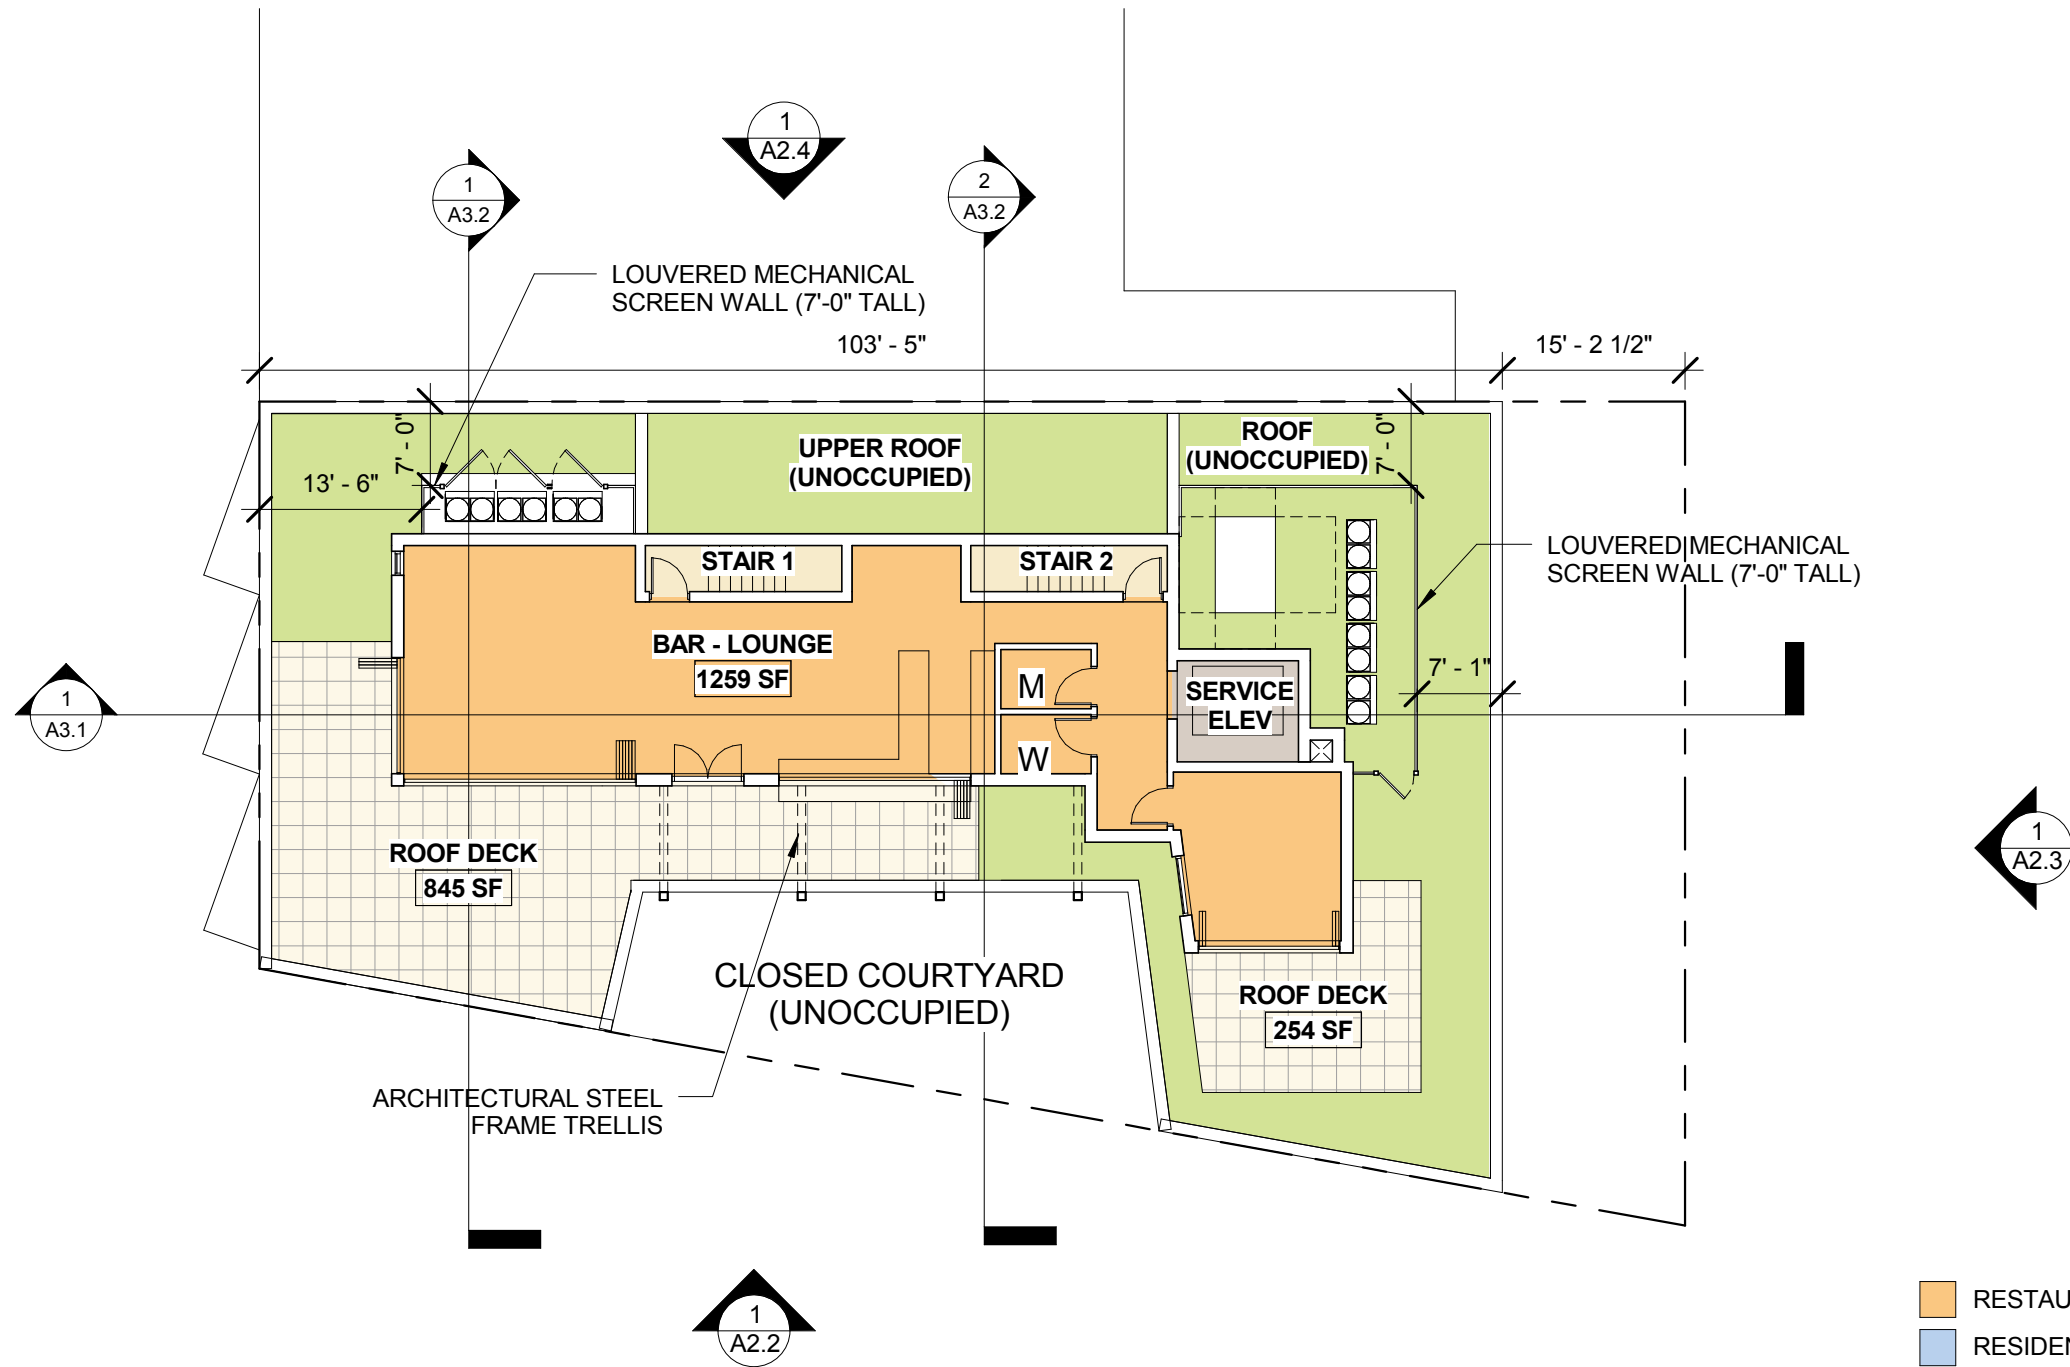 1
A2.4
1
A3.2
2
A3.2
LOUVERED MECHANICAL
SCREEN WALL (7'-0" TALL)
103' - 5"
15' - 2 1/2"
7' - 0"
13' - 6"
UPPER ROOF
(UNOCCUPIED)
ROOF
(UNOCCUPIED)
7' - 0"
LOUVERED MECHANICAL
SCREEN WALL (7'-0" TALL)
STAIR 1
STAIR 2
BAR - LOUNGE
1259 SF
M
W
SERVICE
ELEV
7' - 1"
1
A3.1
ROOF DECK
845 SF
1
A2.3
CLOSED COURTYARD
(UNOCCUPIED)
ROOF DECK
254 SF
ARCHITECTURAL STEEL
FRAME TRELLIS
1
A2.2
RESTAU
RESIDEN